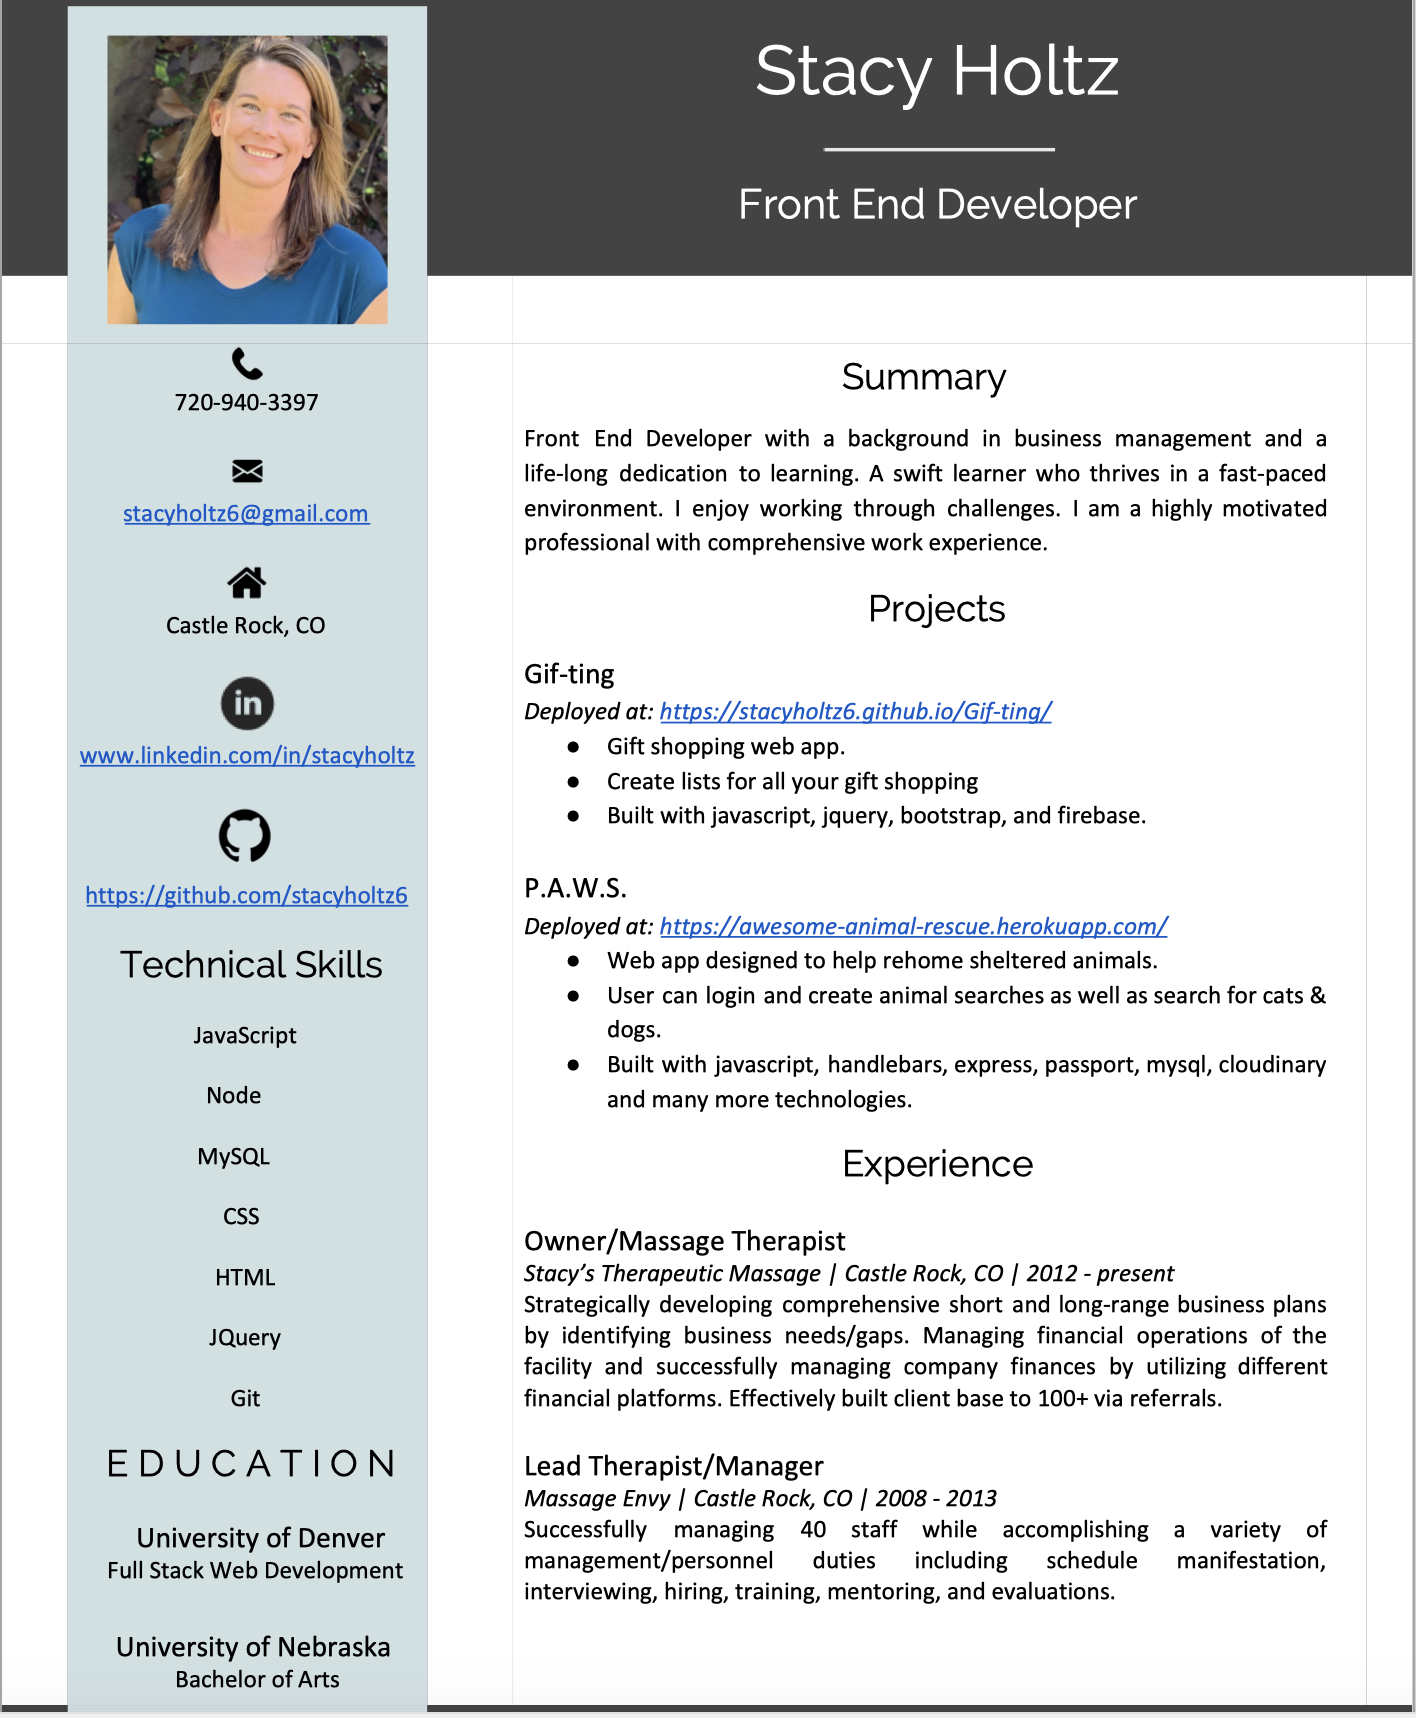 Stacy Holtz
Front End Developer
720-940-3397
stacyholtz6@gmail.com
Castle Rock, CO
in
www.linkedin.com/in/stacyholtz
https://github.com/stacyholtz6
Technical Skills
JavaScript
Node
MySQL
CSS
HTML
JQuery
Git
EDUCATION
University of Denver
Full Stack Web Development
University of Nebraska
Bachelor of Arts
Summary
Front End Developer with a background in business management and a
life-long dedication to learning. A swift learner who thrives in a fast-paced
environment. I enjoy working through challenges. I am a highly motivated
professional with comprehensive work experience.
Projects
Gif-ting
Deployed at: https://stacyholtz6.github.io/Gif-ting/
● Gift shopping web app.
● Create lists for all your gift shopping
● Built with javascript, jquery, bootstrap, and firebase.
P.A.W.S.
Deployed at: https://awesome-animal-rescue.herokuapp.com/
● Web app designed to help rehome sheltered animals.
● User can login and create animal searches as well as search for cats &
dogs.
● Built with javascript, handlebars, express, passport, mysql, cloudinary
and many more technologies.
Experience
Owner/Massage Therapist
Stacy’s Therapeutic Massage | Castle Rock, CO | 2012 - present
Strategically developing comprehensive short and long-range business plans
by identifying business needs/gaps. Managing financial operations of the
facility and successfully managing company finances by utilizing different
financial platforms. Effectively built client base to 100+ via referrals.
Lead Therapist/Manager
Massage Envy | Castle Rock, CO | 2008 - 2013
Successfully managing 40 staff while accomplishing a variety of
management/personnel duties including schedule manifestation,
interviewing, hiring, training, mentoring, and evaluations.